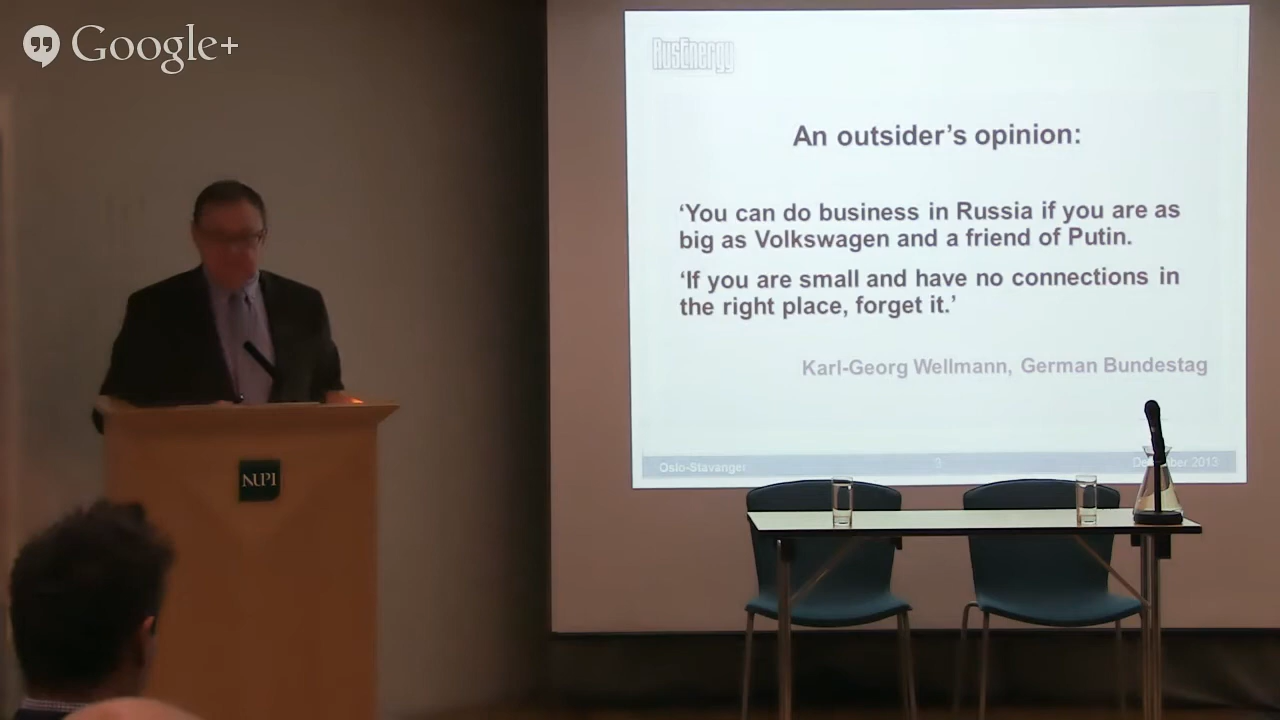 Google+
RusEnergy
An outsider's opinion:
‘You can do business in Russia if you are as
big as Volkswagen and a friend of Putin.
‘If you are small and have no connections in
the right place, forget it.’
Karl-Georg Wellmann, German Bundestag
Oslo-Stavanger
2013
NUPI